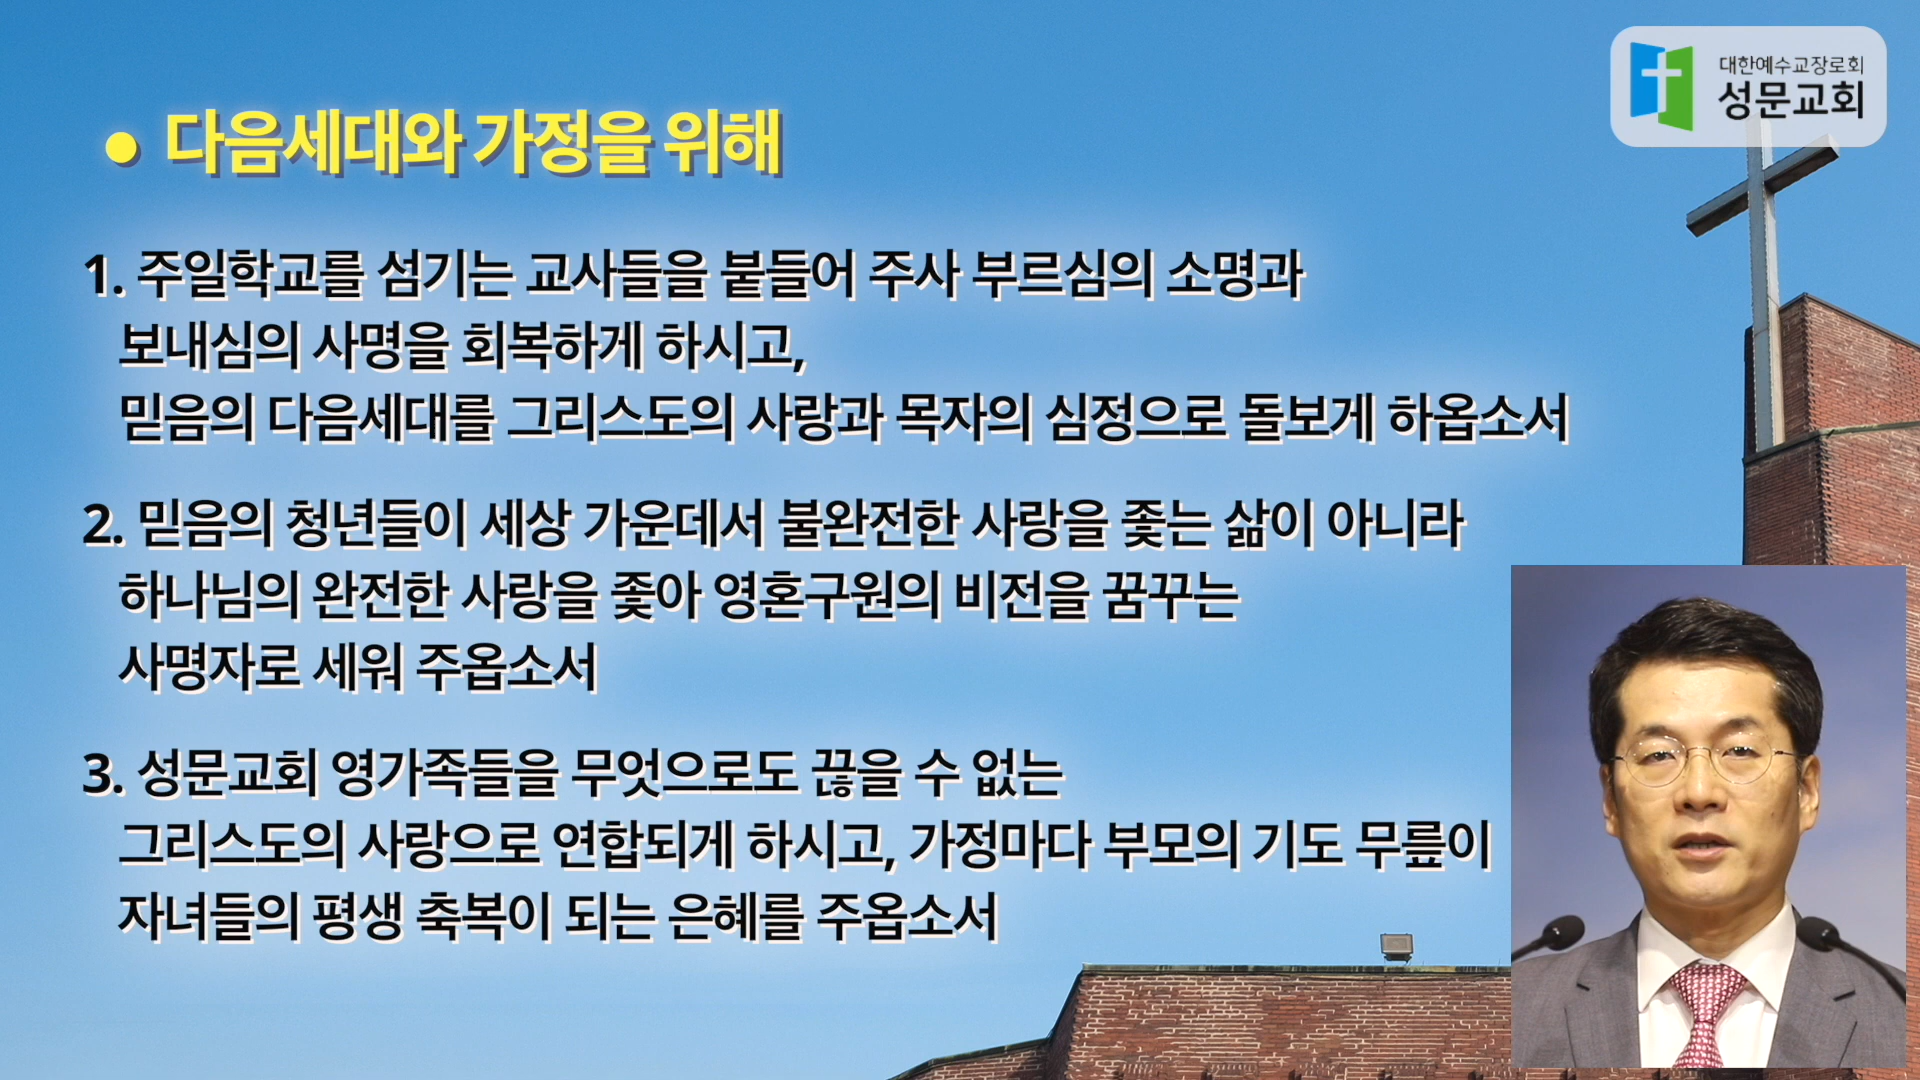 대한예수교장로회
성문교회
• 다음세대와 가정을 위해
1. 주일학교를 섬기는 교사들을 붙들어 주사 부르심의 소명과
보내심의 사명을 회복하게 하시고,
믿음의 다음세대를 그리스도의 사랑과 목자의 심정으로 돌보게 하옵소서
2. 믿음의 청년들이 세상 가운데서 불완전한 사랑을 좇는 삶이 아니라
하나님의 완전한 사랑을 좇아 영혼구원의 비전을 꿈꾸는
사명자로 세워 주옵소서
3. 성문교회 영가족들을 무엇으로도 끊을 수 없는
그리스도의 사랑으로 연합되게 하시고, 가정마다 부모의 기도 무릎이
자녀들의 평생 축복이 되는 은혜를 주옵소서